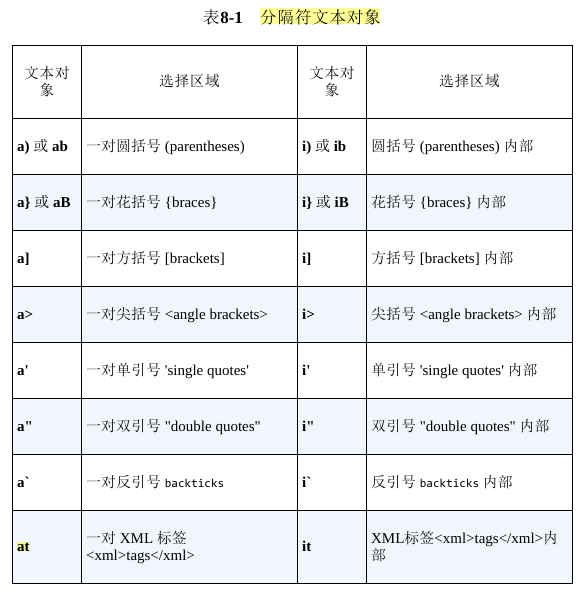 表8-1 分隔符文本对象
文本对象 选择区域 文本对象 选择区域
a) 或 ab 一对圆括号 (parentheses) i) 或 ib 圆括号 (parentheses) 内部
a} 或 aB 一对花括号 {braces} i} 或 iB 花括号 {braces} 内部
a] 一对方括号 [brackets] i] 方括号 [brackets] 内部
a> 一对尖括号 <angle brackets> i> 尖括号 <angle brackets> 内部
a' 一对单引号 'single quotes' i' 单引号 'single quotes' 内部
a" 一对双引号 "double quotes" i" 双引号 "double quotes" 内部
a` 一对反引号 backticks i` 反引号 backticks 内部
at 一对 XML 标签 <xml>tags</xml> it XML标签<xml>tags</xml>内部